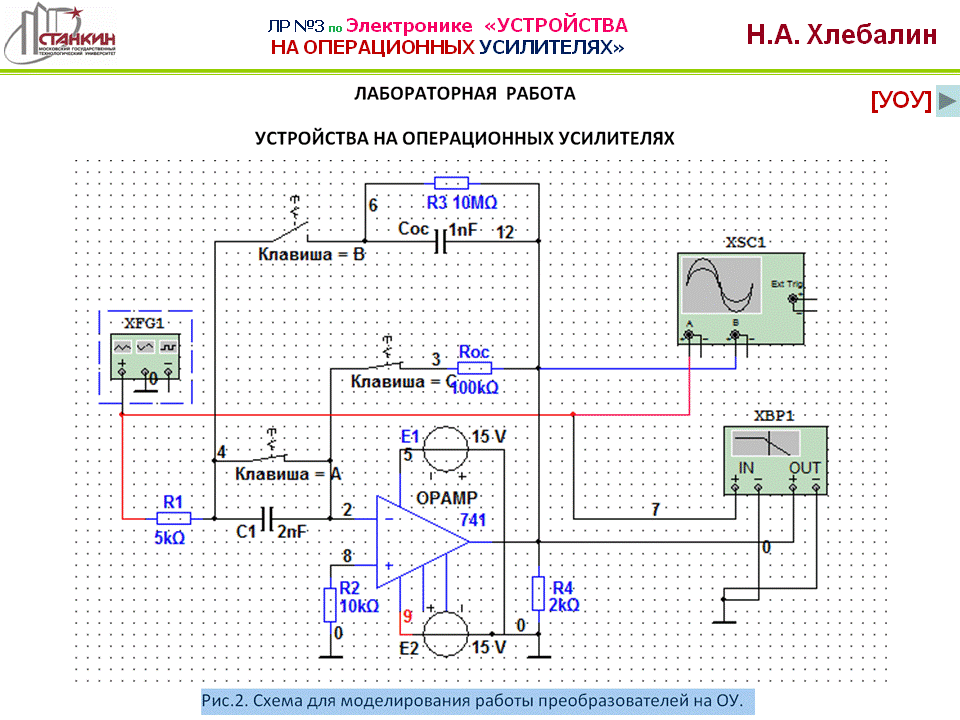 СТАНКИН
МОСКОВСКИЙ ГОСУДАРСТВЕННЫЙ
ТЕХНОЛОГИЧЕСКИЙ УНИВЕРСИТЕТ
ЛР №3 по Электронике «УСТРОЙСТВА
НА ОПЕРАЦИОННЫХ УСИЛИТЕЛЯХ»
Н.А. Хлебалин
[УОУ]
ЛАБОРАТОРНАЯ РАБОТА
УСТРОЙСТВА НА ОПЕРАЦИОННЫХ УСИЛИТЕЛЯХ
6
R3 10MΩ
Coc 1nF 12
Клавиша = B
XSC1
Ext Trig
+
-
A B
+ - + -
XFG1
+ -
0
3
Roc
Клавиша = C
100kΩ
XBP1
IN OUT
+ - + -
4
Клавиша = A
E1
5
15 V
- +
OPAMP
741
R1
5kΩ
C1 2nF
2
-
8
+
7
0
R2
10kΩ
0
9
+ -
E2
15 V
0
R4
2kΩ
Рис.2. Схема для моделирования работы преобразователей на ОУ.